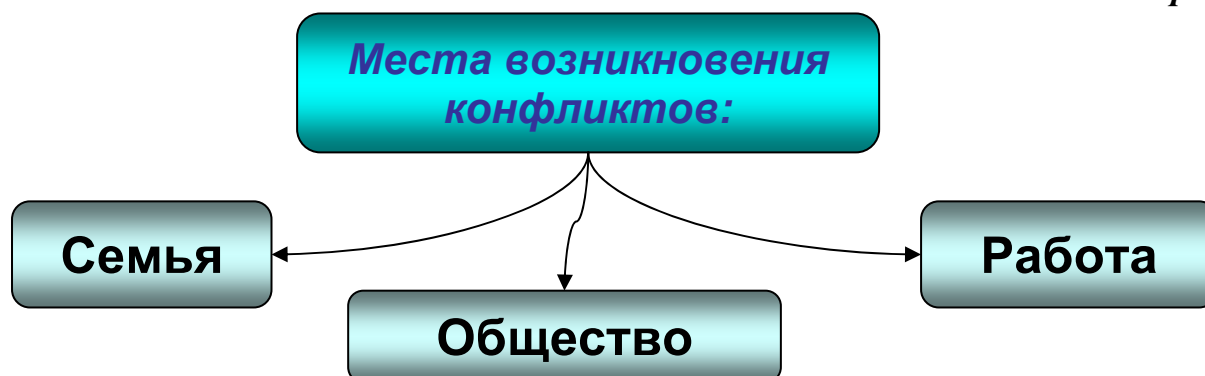 Места возникновения
конфликтов:
Семья
Работа
Общество